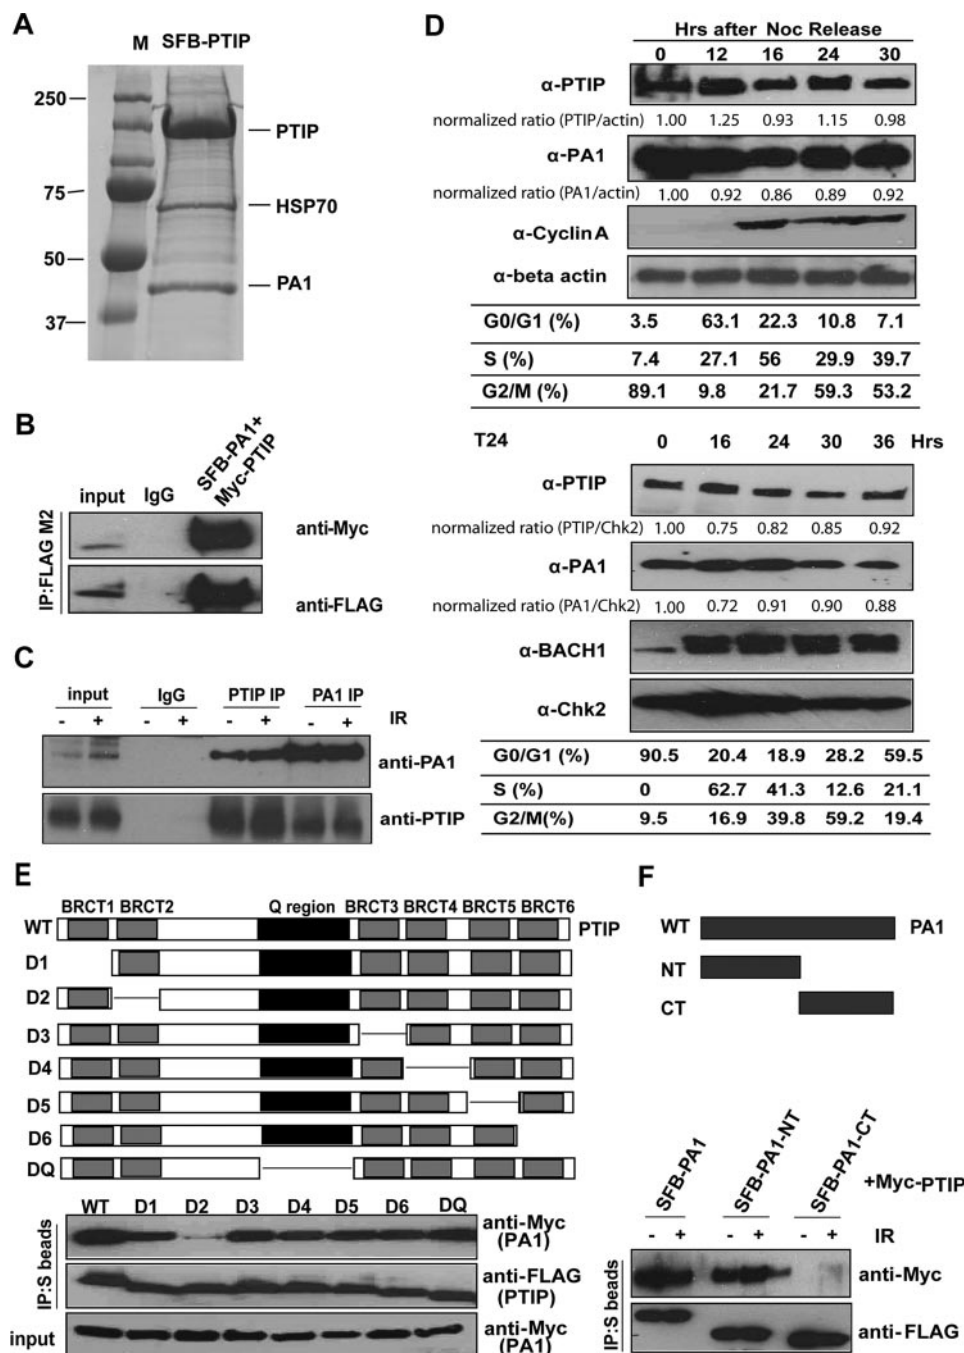 A
M SFB-PTIP
250
75
50
37
PTIP
HSP70
PA1
B
input IgG SFB-PA1+ Myc-PTIP
IP:FLAG M2
anti-Myc
anti-FLAG
C
input IgG PTIP IP PA1 IP
- + - + - + - + IR
anti-PA1
anti-PTIP
D
Hrs after Noc Release
0 12 16 24 30
α-PTIP
normalized ratio (PTIP/actin) 1.00 1.25 0.93 1.15 0.98
α-PA1
normalized ratio (PA1/actin) 1.00 0.92 0.86 0.89 0.92
α-Cyclin A
α-beta actin
G0/G1 (%) 3.5 63.1 22.3 10.8 7.1
S (%) 7.4 27.1 56 29.9 39.7
G2/M (%) 89.1 9.8 21.7 59.3 53.2
T24 0 16 24 30 36 Hrs
α-PTIP
normalized ratio (PTIP/Chk2) 1.00 0.75 0.82 0.85 0.92
α-PA1
normalized ratio (PA1/Chk2) 1.00 0.72 0.91 0.90 0.88
α-BACH1
α-Chk2
G0/G1 (%) 90.5 20.4 18.9 28.2 59.5
S (%) 0 62.7 41.3 12.6 21.1
G2/M(%) 9.5 16.9 39.8 59.2 19.4
E
BRCT1 BRCT2 Q region BRCT3 BRCT4 BRCT5 BRCT6
WT PTIP
D1
D2
D3
D4
D5
D6
DQ
WT D1 D2 D3 D4 D5 D6 DQ
IP:S beads
anti-Myc
(PA1)
anti-FLAG
(PTIP)
input anti-Myc
(PA1)
F
WT PA1
NT
CT
SFB-PA1 SFB-PA1-NT SFB-PA1-CT +Myc-PTIP
- + - + - + IR
IP:S beads
anti-Myc
anti-FLAG